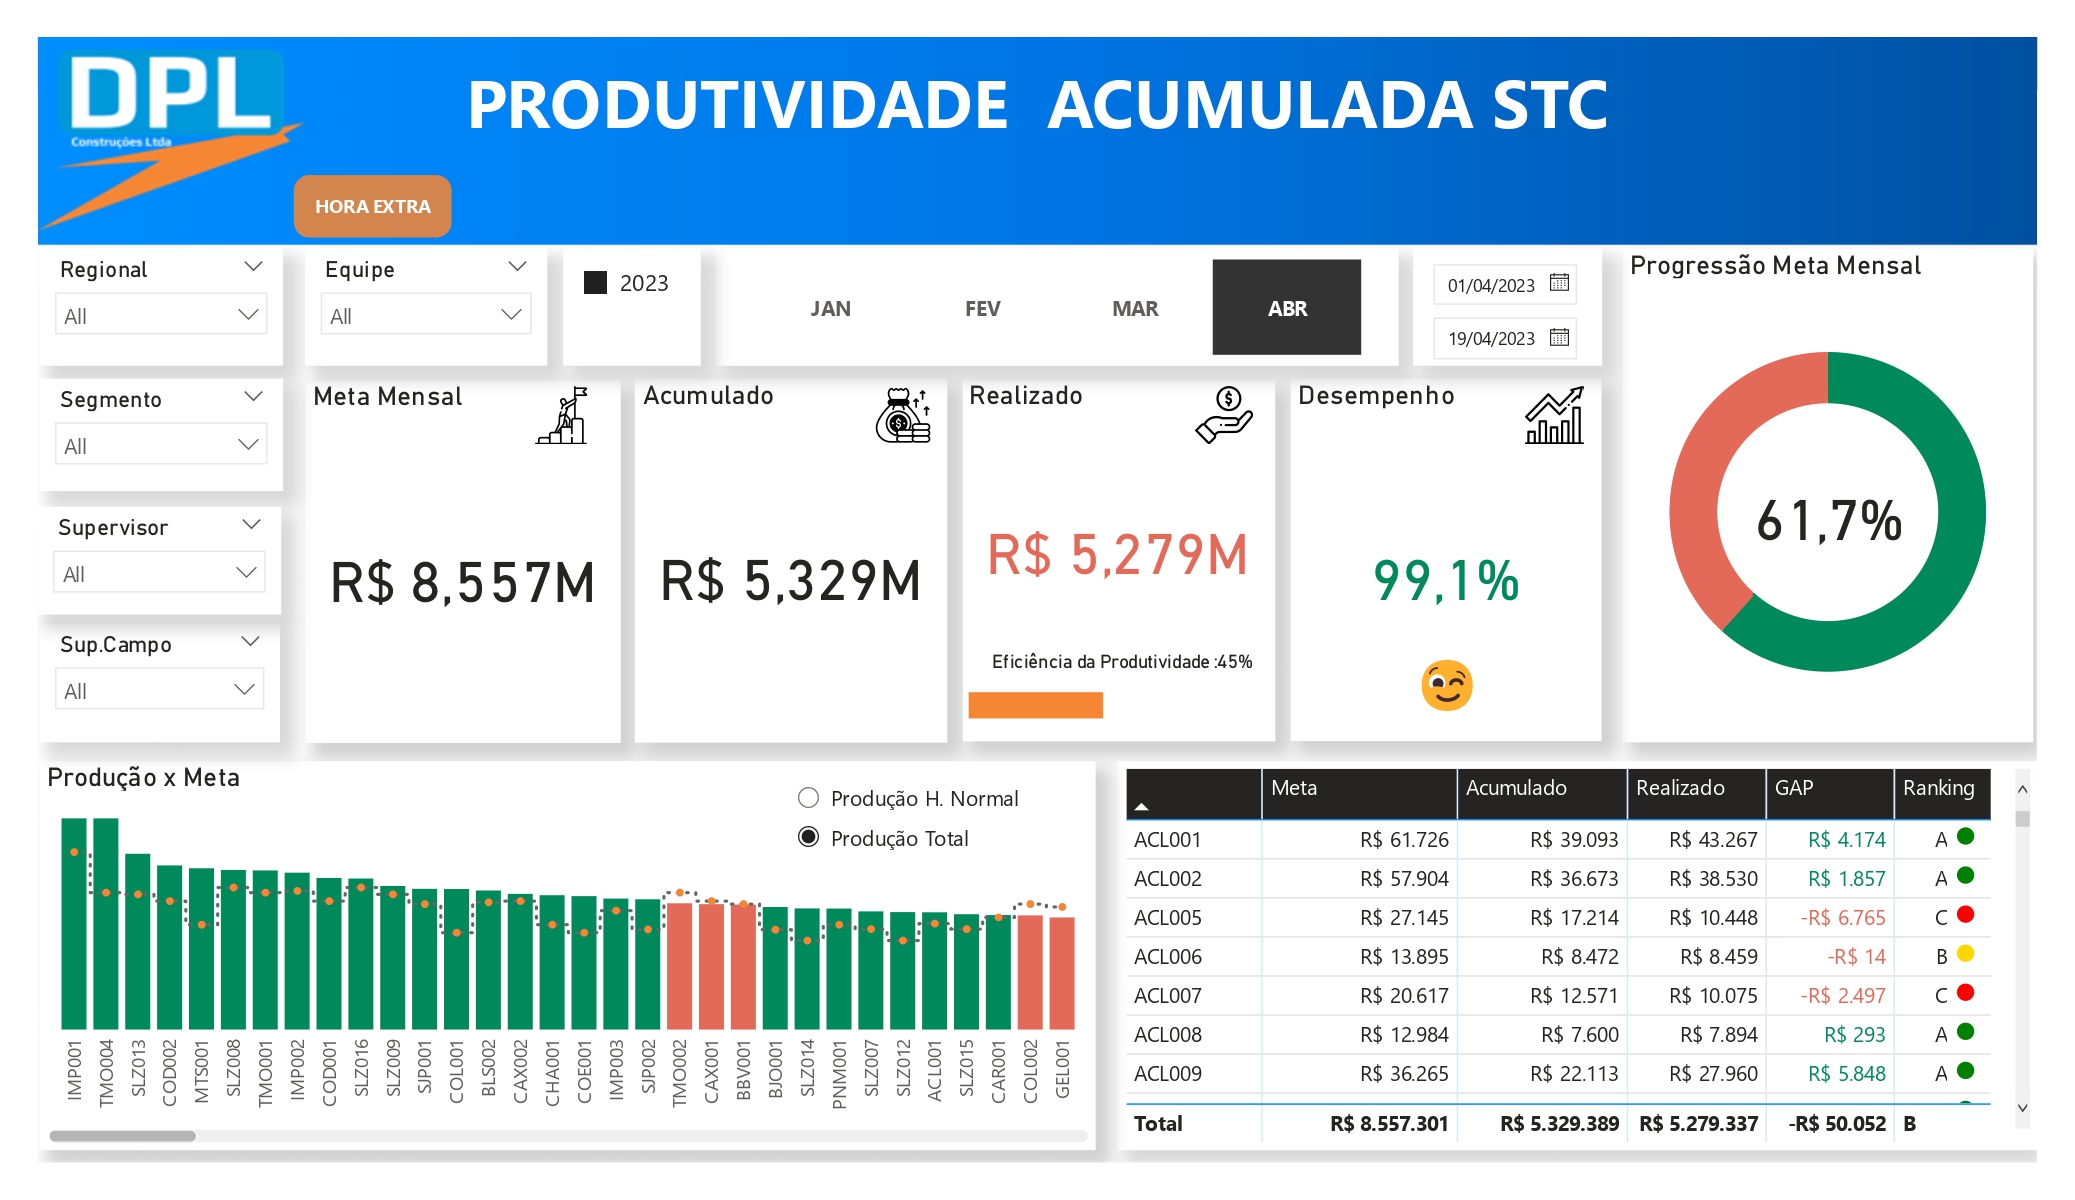 DPL
Construções Ltda
PRODUTIVIDADE  ACUMULADA STC
HORA EXTRA
Regional
All
Equipe
All
2023
JAN FEV MAR ABR
01/04/2023
19/04/2023
Progressão Meta Mensal
61,7%
Segmento
All
Supervisor
All
Sup.Campo
All
Meta Mensal
R$ 8,557M
Acumulado
R$ 5,329M
Realizado
R$ 5,279M
Eficiência da Produtividade :45%
Desempenho
99,1%
Produção x Meta
Produção H. Normal
Produção Total
IMP001
TMO004
SLZ013
COD002
MTS001
SLZ008
TMO001
IMP002
COD001
SLZ016
SLZ009
SJP001
COL001
BLS002
CAX002
CHA001
COE001
IMP003
SJP002
TMO002
CAX001
BBV001
BJO001
SLZ014
PNM001
SLZ007
SLZ012
ACL001
SLZ015
CAR001
COL002
GEL001
Meta Acumulado Realizado GAP Ranking
ACL001 R$ 61.726 R$ 39.093 R$ 43.267 R$ 4.174 A
ACL002 R$ 57.904 R$ 36.673 R$ 38.530 R$ 1.857 A
ACL005 R$ 27.145 R$ 17.214 R$ 10.448 -R$ 6.765 C
ACL006 R$ 13.895 R$ 8.472 R$ 8.459 -R$ 14 B
ACL007 R$ 20.617 R$ 12.571 R$ 10.075 -R$ 2.497 C
ACL008 R$ 12.984 R$ 7.600 R$ 7.894 R$ 293 A
ACL009 R$ 36.265 R$ 22.113 R$ 27.960 R$ 5.848 A
Total R$ 8.557.301 R$ 5.329.389 R$ 5.279.337 -R$ 50.052 B